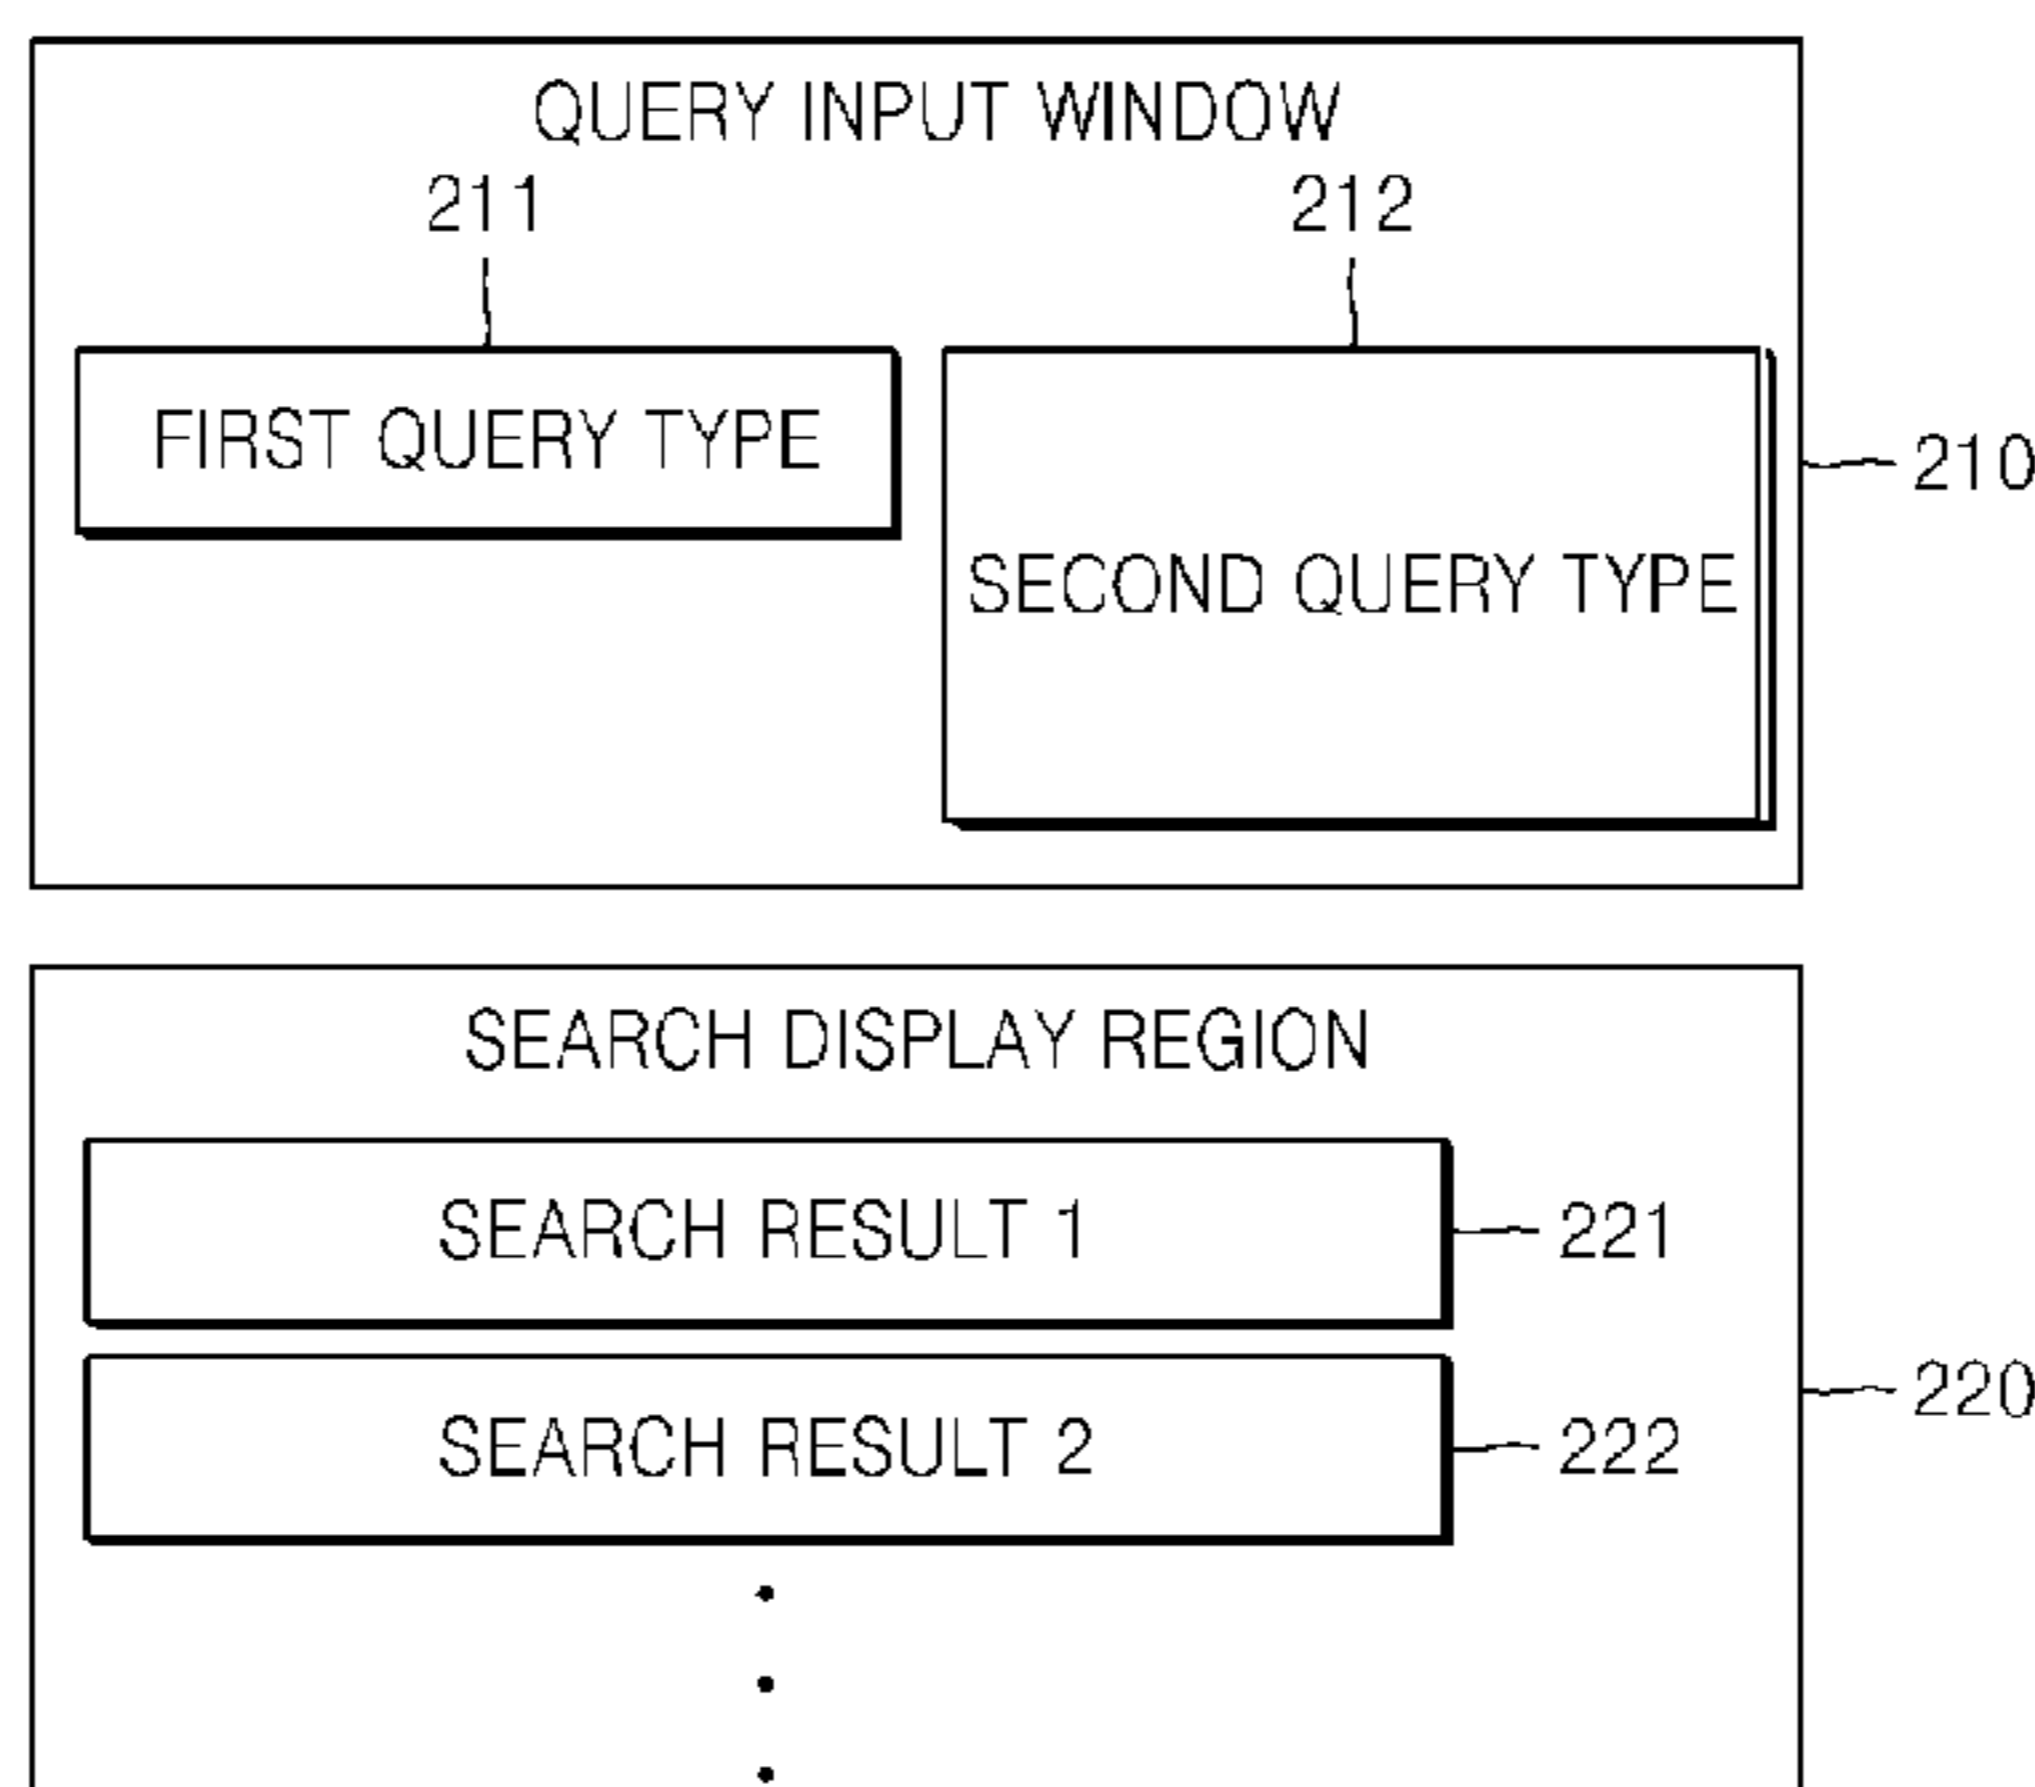 QUERY INPUT WINDOW
211 212
FIRST QUERY TYPE
210
SECOND QUERY TYPE
SEARCH DISPLAY REGION
SEARCH RESULT 1
221
220
SEARCH RESULT 2
222